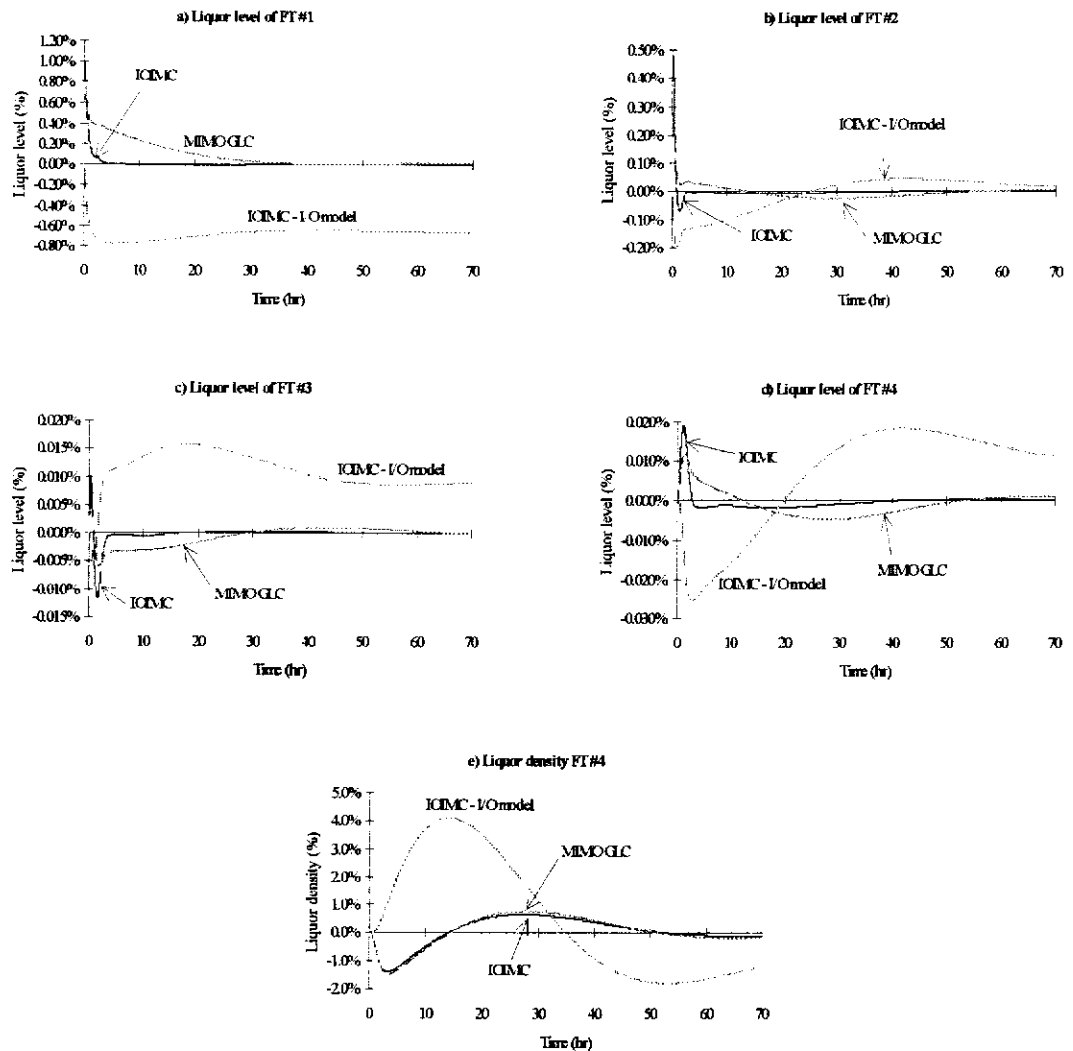 a) Liquor level of FT #1
1.20%
1.00%
0.80%
0.60%
0.40%
0.20%
0.00%
-0.20%
-0.40%
-0.60%
-0.80%
Liquor level (%)
IOIMC
MIMO GLC
IOIMC - I/O model
0 10 20 30 40 50 60 70
Time (hr)
b) Liquor level of FT #2
0.50%
0.40%
0.30%
0.20%
0.10%
0.00%
-0.10%
-0.20%
Liquor level (%)
IOIMC - I/O model
IOIMC
MIMO GLC
0 10 20 30 40 50 60 70
Time (hr)
c) Liquor level of FT #3
0.020%
0.015%
0.010%
0.005%
0.000%
-0.005%
-0.010%
-0.015%
Liquor level (%)
IOIMC - I/O model
IOIMC
MIMO GLC
0 10 20 30 40 50 60 70
Time (hr)
d) Liquor level of FT #4
0.020%
0.010%
0.000%
-0.010%
-0.020%
-0.030%
Liquor level (%)
IOIMC
MIMO GLC
IOIMC - I/O model
0 10 20 30 40 50 60 70
Time (hr)
e) Liquor density FT #4
5.0%
4.0%
3.0%
2.0%
1.0%
0.0%
-1.0%
-2.0%
Liquor density (%)
IOIMC - I/O model
MIMO GLC
IOIMC
0 10 20 30 40 50 60 70
Time (hr)